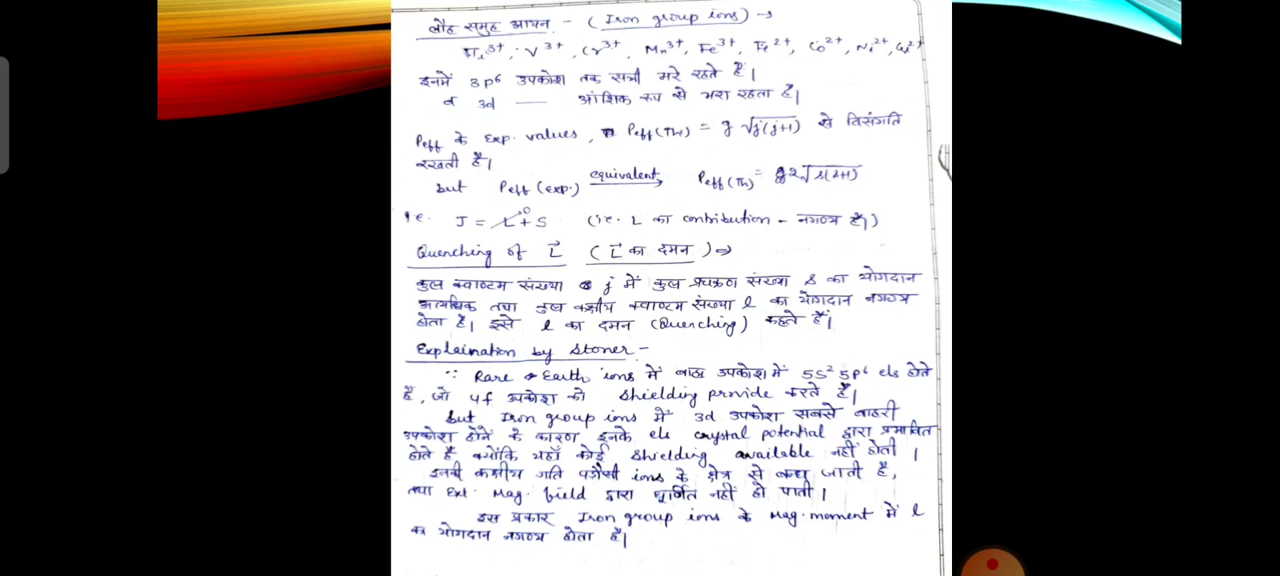 लौह समुह आयन - (Iron group ions) →
Ti³⁺, V³⁺, Cr³⁺, Mn³⁺, Fe³⁺, Fe²⁺, Co²⁺, Ni²⁺, Cu²⁺
इनमें 3p⁶ उपकोश तक सभी भरे रहते हैं।
व 3d — आंशिक रूप से भरा रहता है।
Peff के Exp. values, Peff(Th) = g √j(j+1) से विसंगति
रखती हैं।
but Peff(exp.) equivalent→ Peff(Th) = 2√s(s+1)
i.e. J = L⁰ + S (i.e. L का contribution - नगण्य है।)
Quenching of L⃗ (L⃗ का दमन) ⇒
कुल क्वाण्टम संख्या j में कुल प्रचक्रण संख्या s का योगदान
अत्यधिक तथा कुल कक्षीय क्वाण्टम संख्या l का योगदान नगण्य
होता है। इसे l का दमन (Quenching) कहते हैं।
Explaination by Stoner -
∵ Rare Earth ions में बाह्य उपकोश में 5s² 5p⁶ els होते
हैं, जो 4f उपकोश को shielding provide करते हैं।
but Iron group ions में 3d उपकोश सबसे बाहरी
उपकोश होने के कारण इनके els crystal potential द्वारा प्रभावित
होते हैं क्योंकि यहाँ कोई shielding available नहीं होती।
इनकी कक्षीय गति पड़ौसी ions के क्षेत्र से बन्ध जाती है,
तथा Ext. Mag. field द्वारा घूर्णित नहीं हो पाती।
इस प्रकार Iron group ions के Mag. moment में l
का योगदान नगण्य होता है।